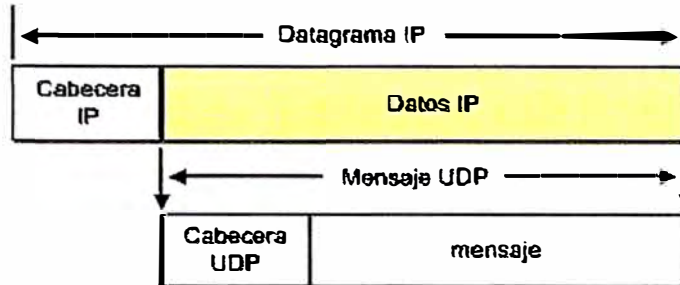 Datagrama IP
Cabecera
IP
Datos IP
Mensaje UDP
Cabecera
UDP
mensaje